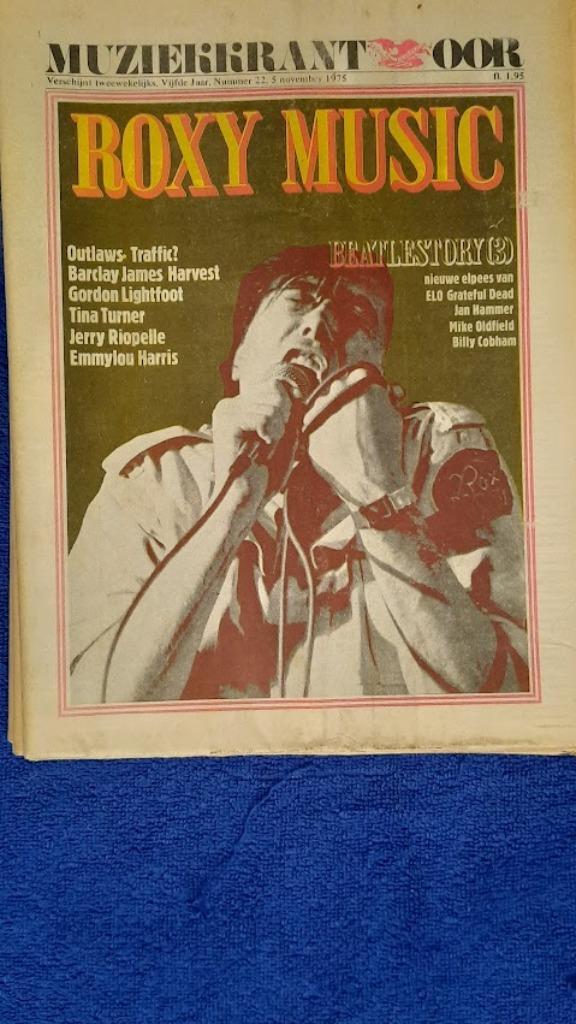 MUZIEKKRANT OOR
Verschijnt tweewekelijks, Vijfde Jaar, Nummer 22, 5 november 1975 fl. 1,95
ROXY MUSIC
Outlaws Traffic?
Barclay James Harvest
Gordon Lightfoot
Tina Turner
Jerry Riopelle
Emmylou Harris
BEATLESTORY(3)
nieuwe elpees van
ELO Grateful Dead
Jan Hammer
Mike Oldfield
Billy Cobham